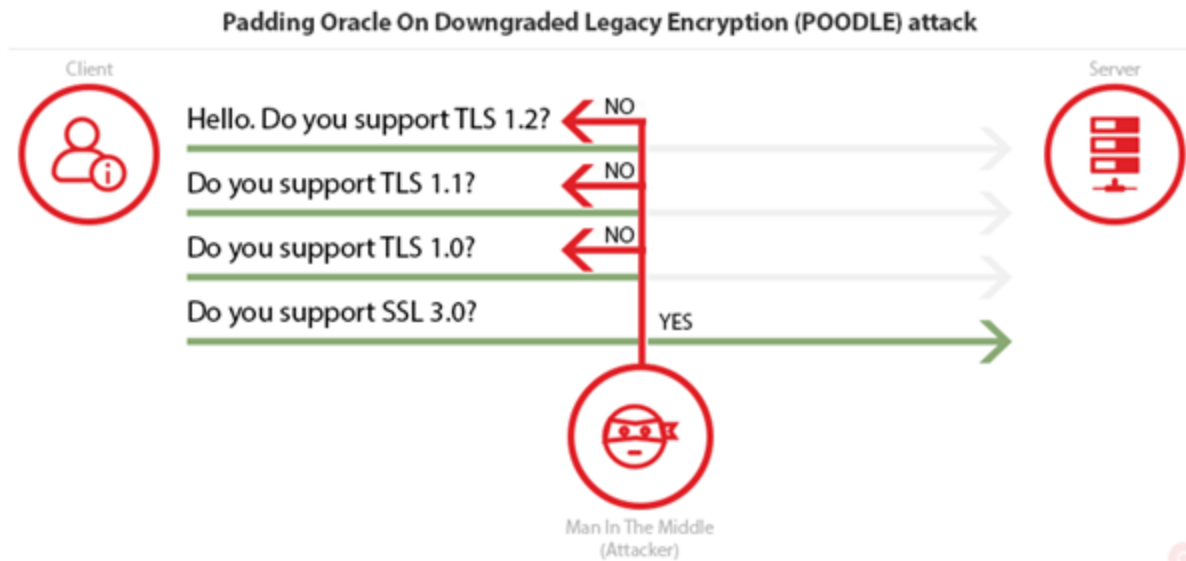 Padding Oracle On Downgraded Legacy Encryption (POODLE) attack
Client
Server
Hello. Do you support TLS 1.2?
NO
Do you support TLS 1.1?
NO
Do you support TLS 1.0?
NO
Do you support SSL 3.0?
YES
Man In The Middle
(Attacker)